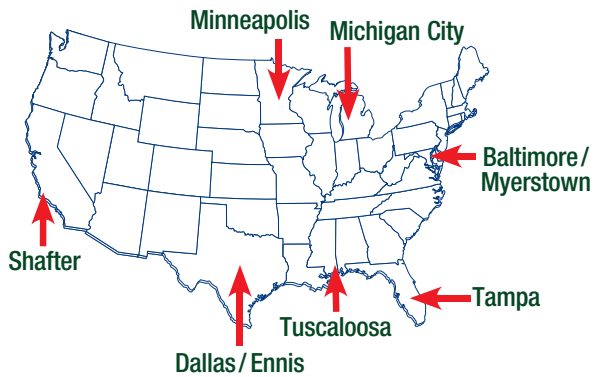 Minneapolis
Michigan City
Baltimore/
Myerstown
Shafter
Tampa
Tuscaloosa
Dallas/Ennis